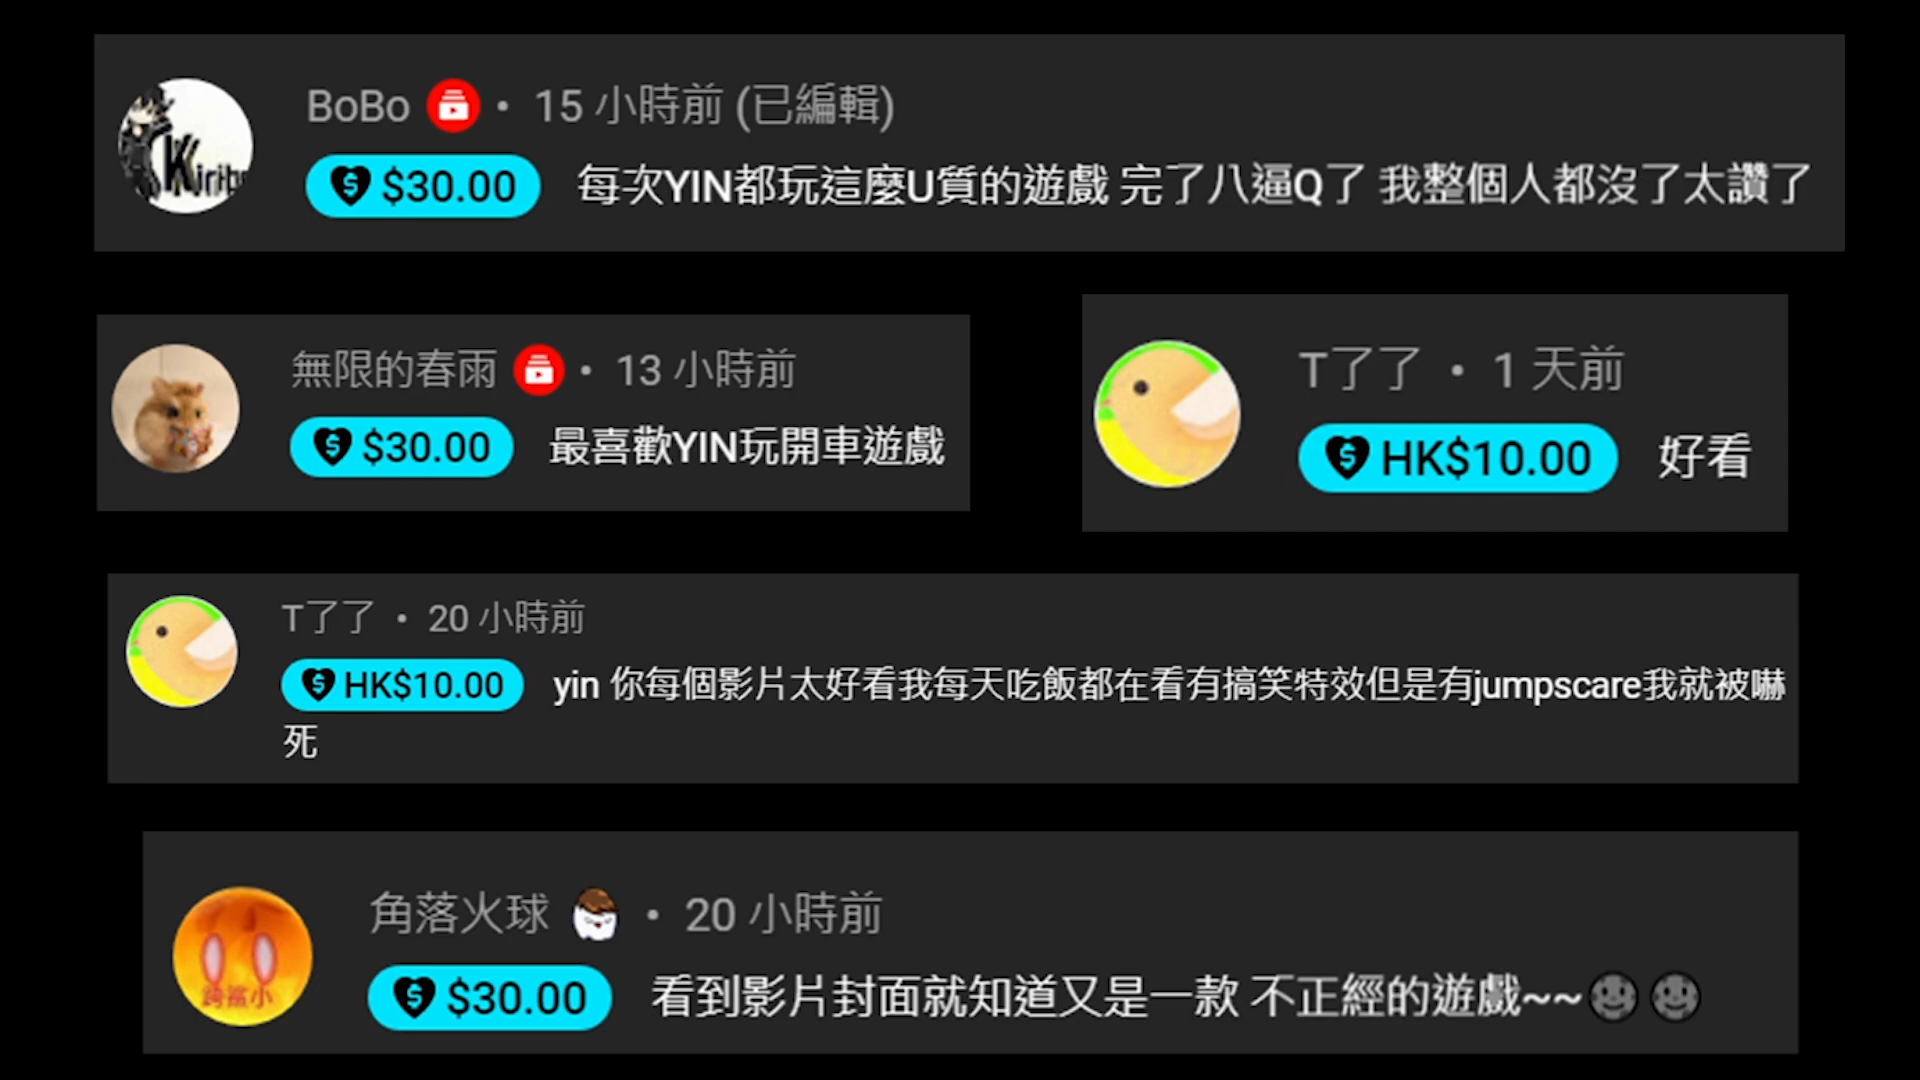 BoBo • 15 小時前 (已編輯)
$30.00 每次YIN都玩這麼U質的遊戲 完了八逼Q了 我整個人都沒了太讚了
無限的春雨 • 13 小時前
$30.00 最喜歡YIN玩開車遊戲
T了了 • 1 天前
HK$10.00 好看
T了了 • 20 小時前
HK$10.00 yin 你每個影片太好看我每天吃飯都在看有搞笑特效但是有jumpscare我就被嚇
死
角落火球 • 20 小時前
$30.00 看到影片封面就知道又是一款 不正經的遊戲~~